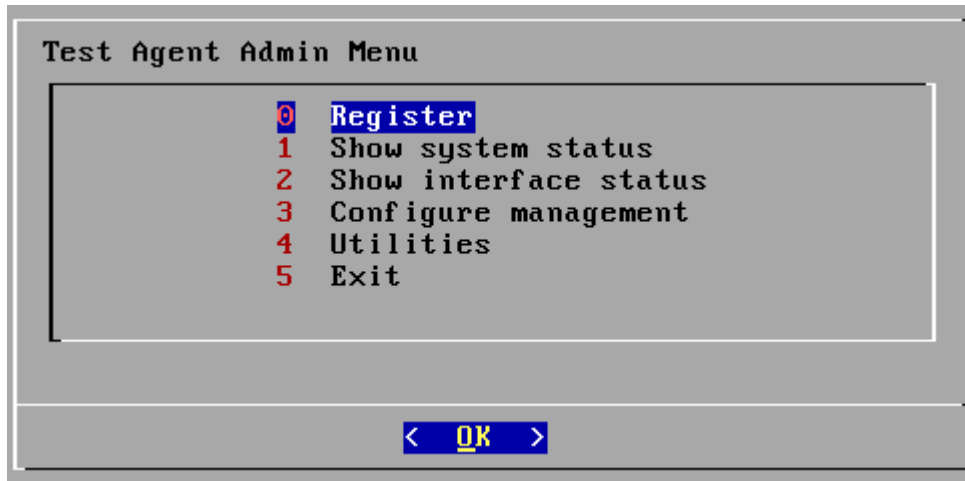 Test Agent Admin Menu
0 Register
1 Show system status
2 Show interface status
3 Configure management
4 Utilities
5 Exit
< OK >